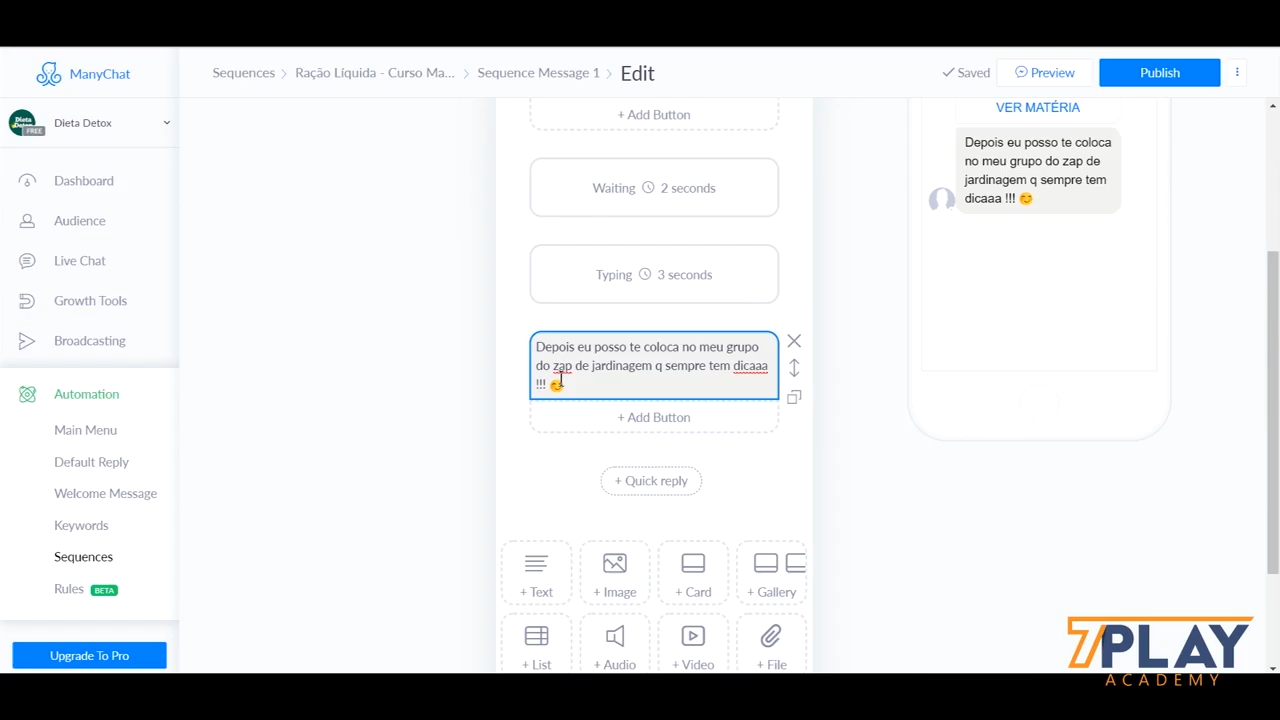 ManyChat
Sequences > Ração Líquida - Curso Ma... > Sequence Message 1 > Edit
Saved
Preview
Publish
Dieta Detox
FREE
Dieta Detox
Dashboard
Audience
Live Chat
Growth Tools
Broadcasting
Automation
Main Menu
Default Reply
Welcome Message
Keywords
Sequences
Rules BETA
Upgrade To Pro
+ Add Button
Waiting 2 seconds
Typing 3 seconds
Depois eu posso te coloca no meu grupo
do zap de jardinagem q sempre tem dicaaa
!!! 😊
+ Add Button
+ Quick reply
+ Text
+ Image
+ Card
+ Gallery
+ List
+ Audio
+ Video
+ File
VER MATÉRIA
Depois eu posso te coloca
no meu grupo do zap de
jardinagem q sempre tem
dicaaa !!! 😊
7PLAY
ACADEMY